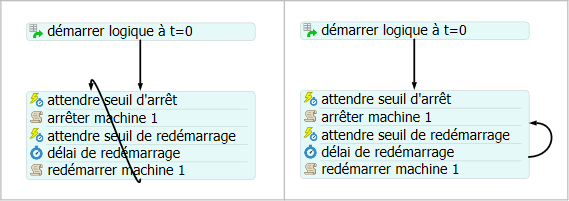 démarrer logique à t=0
attendre seuil d'arrêt
arrêter machine 1
attendre seuil de redémarrage
délai de redémarrage
redémarrer machine 1
démarrer logique à t=0
attendre seuil d'arrêt
arrêter machine 1
attendre seuil de redémarrage
délai de redémarrage
redémarrer machine 1